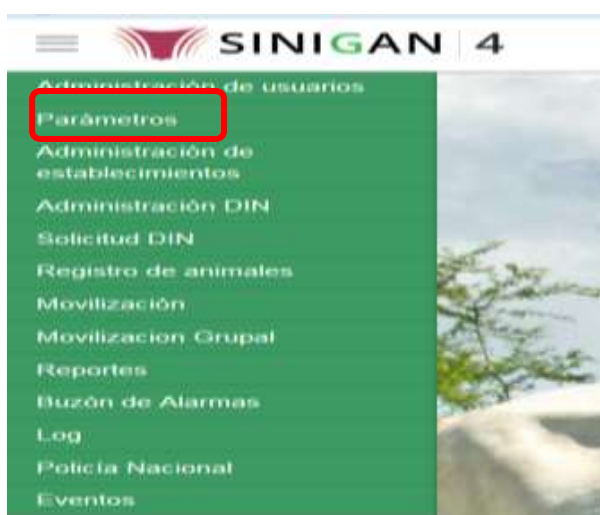 SINIGAN 4
Administración de usuarios
Parámetros
Administración de
establecimientos
Administración DIN
Solicitud DIN
Registro de animales
Movilización
Movilizacion Grupal
Reportes
Buzón de Alarmas
Log
Policía Nacional
Eventos